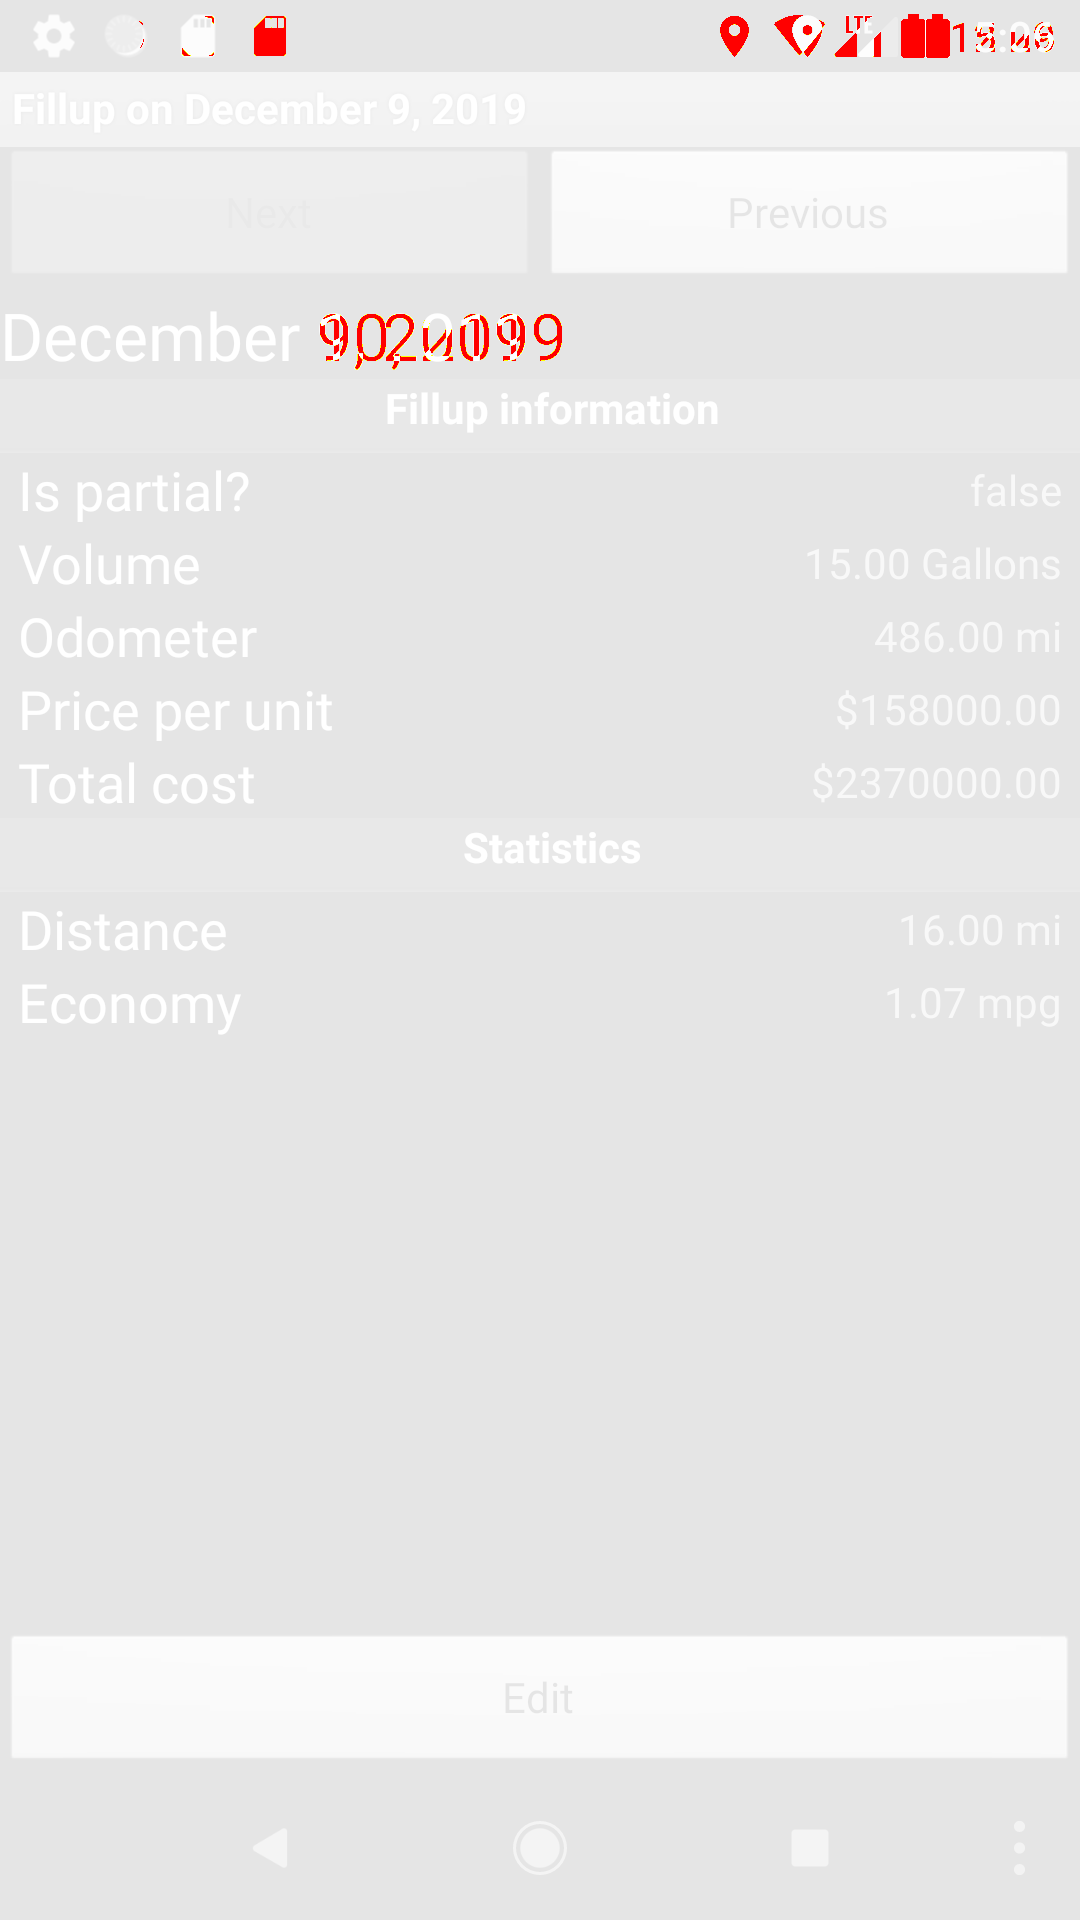 LTE
Fillup on December 9, 2019
Next Previous
December
Fillup information
Is partial? false
Volume 15.00 Gallons
Odometer 486.00 mi
Price per unit $158000.00
Total cost $2370000.00
Statistics
Distance 16.00 mi
Economy 1.07 mpg
Edit